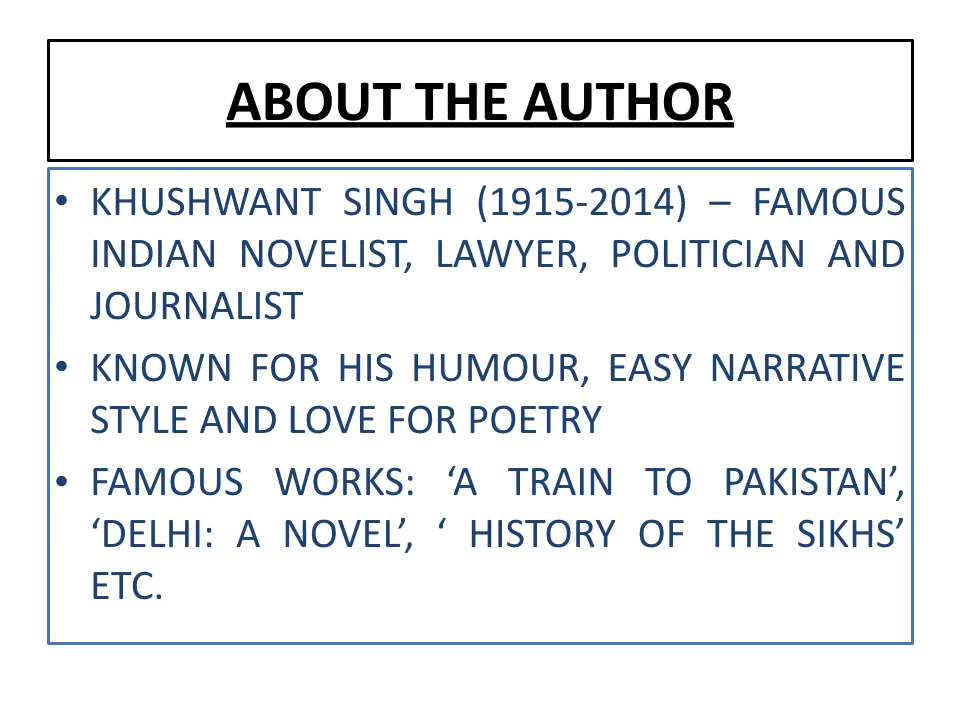 ABOUT THE AUTHOR
• KHUSHWANT SINGH (1915-2014) – FAMOUS
INDIAN NOVELIST, LAWYER, POLITICIAN AND
JOURNALIST
• KNOWN FOR HIS HUMOUR, EASY NARRATIVE
STYLE AND LOVE FOR POETRY
• FAMOUS WORKS: ‘A TRAIN TO PAKISTAN’,
‘DELHI: A NOVEL’, ‘ HISTORY OF THE SIKHS’
ETC.